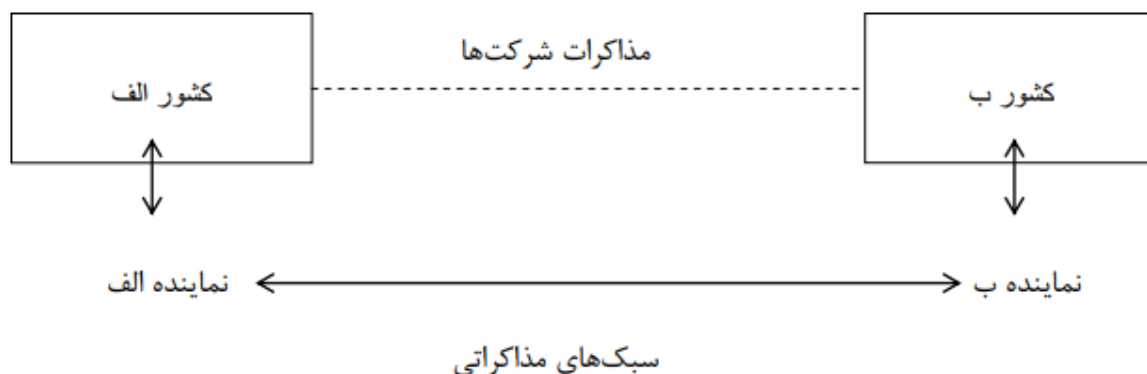 مذاکرات شرکت‌ها
کشور ب
کشور الف
نماینده ب
نماینده الف
سبک‌های مذاکراتی